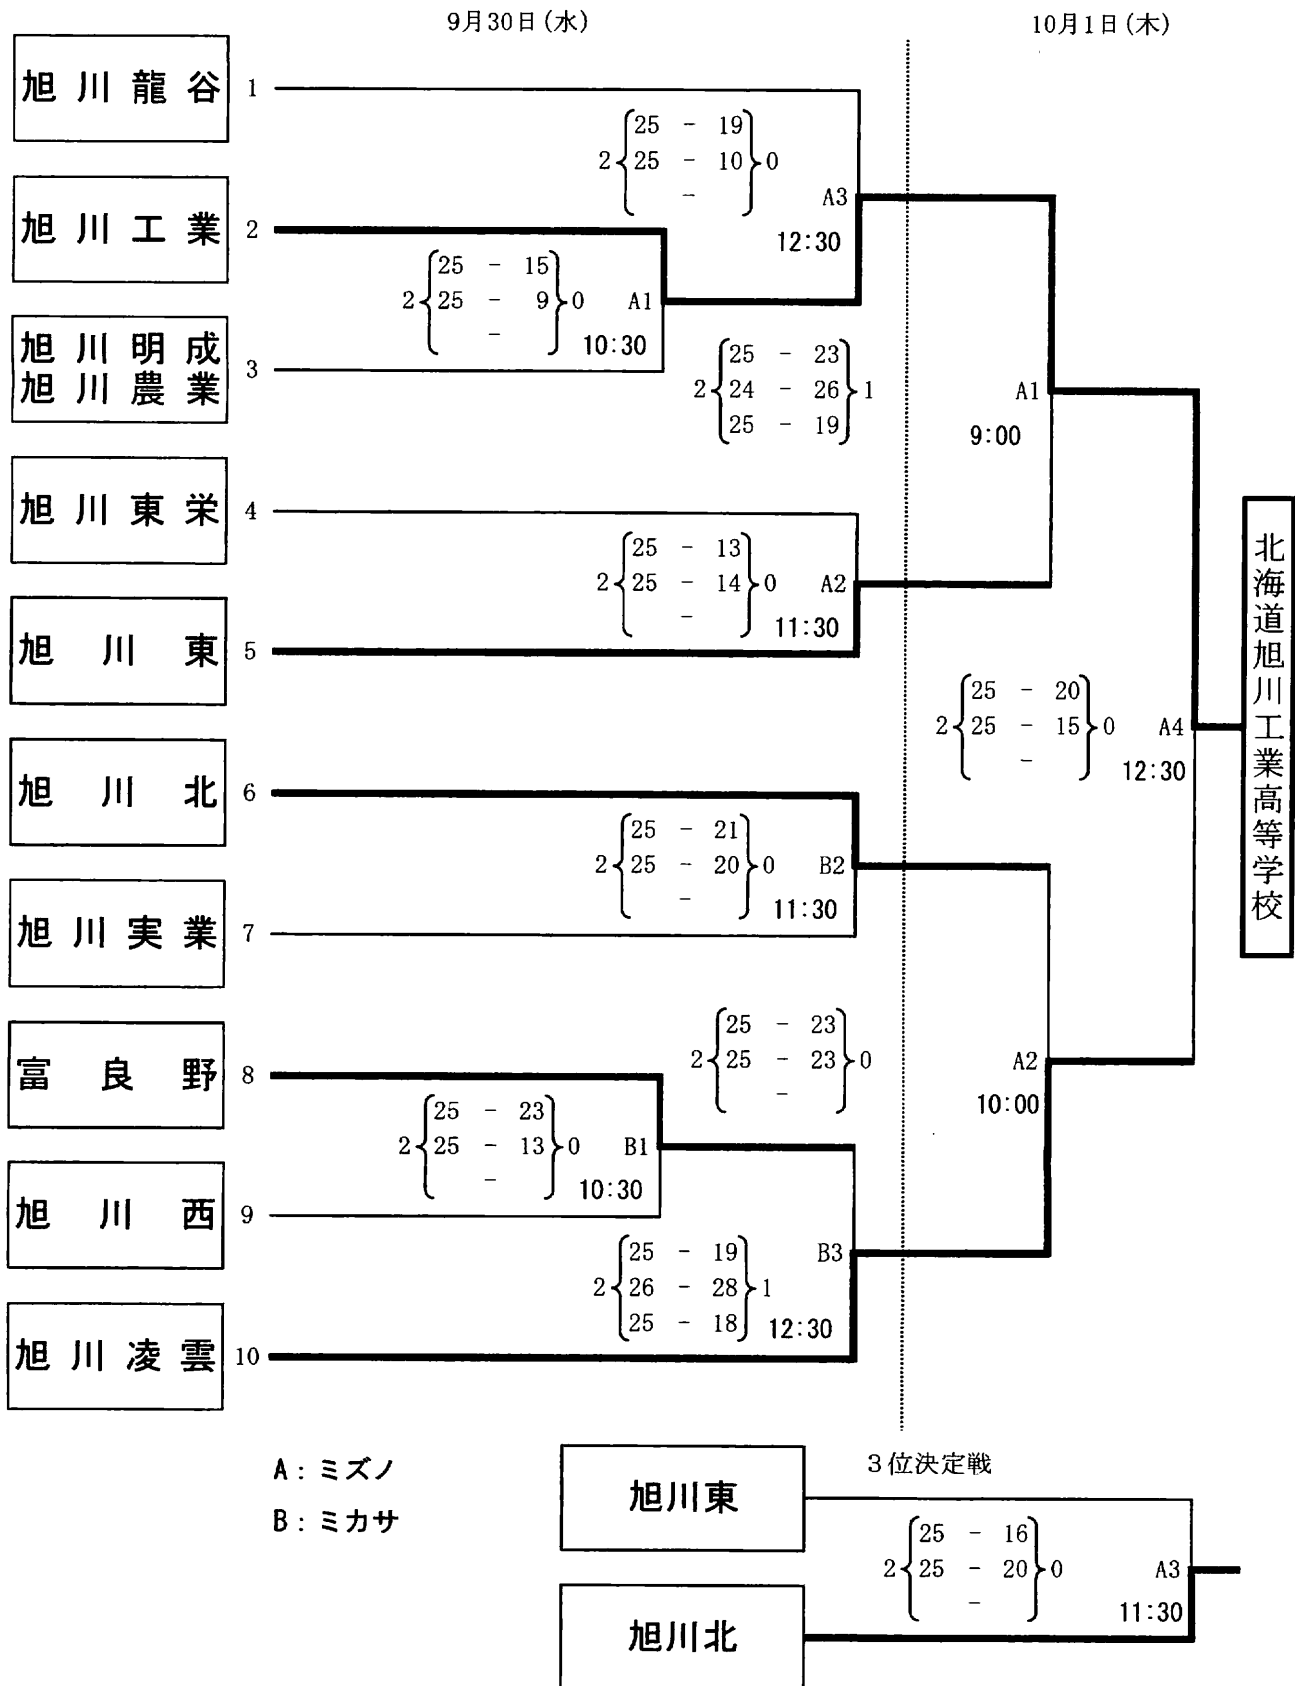 9月30日(水)
10月1日(木)
旭川龍谷 1
25 - 19
2 25 - 10 0
-
A3
12:30
旭川工業 2
25 - 15
2 25 - 9 0
-
A1
10:30
旭川明成
旭川農業
3
25 - 23
2 24 - 26 1
25 - 19
A1
9:00
旭川東栄 4
25 - 13
2 25 - 14 0
-
A2
11:30
旭川東 5
25 - 20
2 25 - 15 0
-
A4
12:30
北海道旭川工業高等学校
旭川北 6
25 - 21
2 25 - 20 0
-
B2
11:30
旭川実業 7
25 - 23
2 25 - 23 0
-
A2
10:00
富良野 8
25 - 23
2 25 - 13 0
-
B1
10:30
旭川西 9
25 - 19
2 26 - 28 1
25 - 18
B3
12:30
旭川凌雲 10
A:ミズノ
B:ミカサ
3位決定戦
旭川東
25 - 16
2 25 - 20 0
-
A3
11:30
旭川北